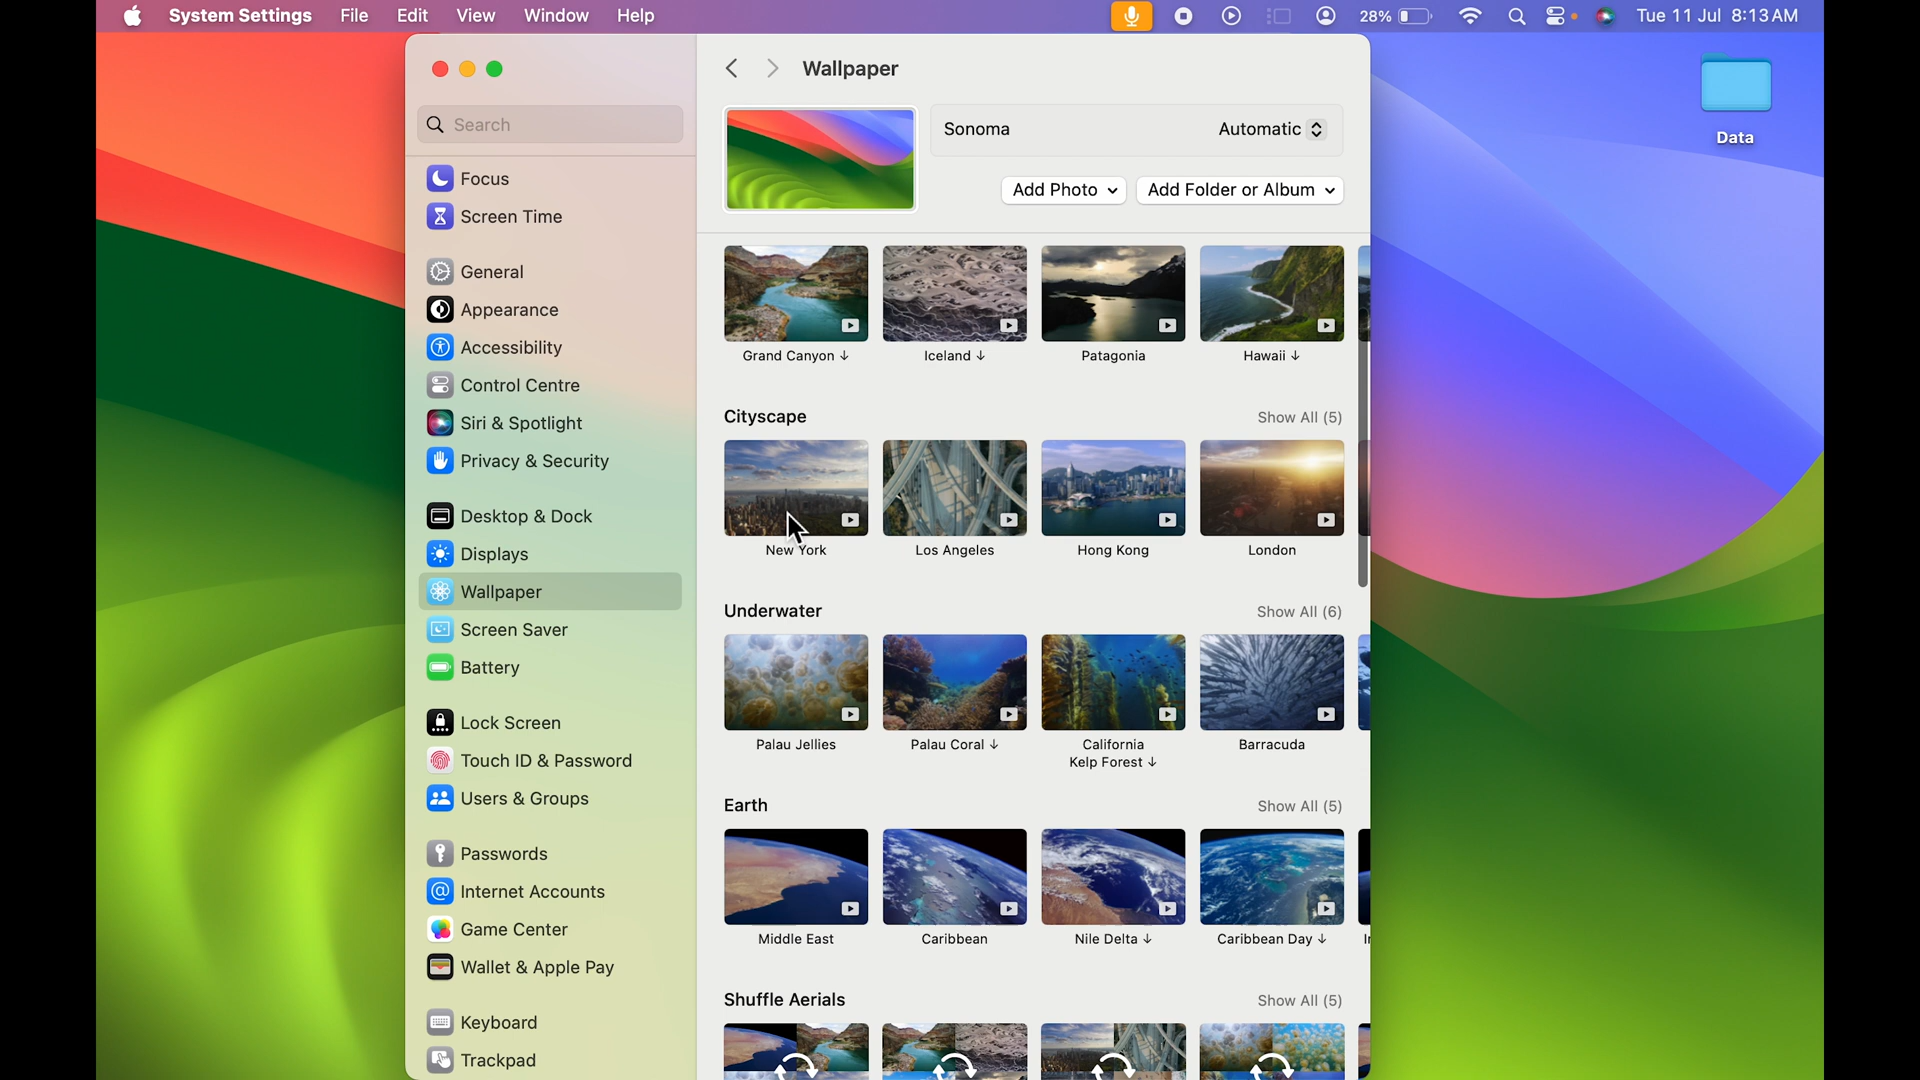 System Settings File Edit View Window Help 28% Tue 11 Jul 8:13 AM
Data
Search
Focus
Screen Time
General
Appearance
Accessibility
Control Centre
Siri & Spotlight
Privacy & Security
Desktop & Dock
Displays
Wallpaper
Screen Saver
Battery
Lock Screen
Touch ID & Password
Users & Groups
Passwords
Internet Accounts
Game Center
Wallet & Apple Pay
Keyboard
Trackpad
Wallpaper
Sonoma Automatic
Add Photo Add Folder or Album
Grand Canyon ↓ Iceland ↓ Patagonia Hawaii ↓
Cityscape Show All (5)
New York Los Angeles Hong Kong London
Underwater Show All (6)
Palau Jellies Palau Coral ↓ California Barracuda
Kelp Forest ↓
Earth Show All (5)
Middle East Caribbean Nile Delta ↓ Caribbean Day ↓
Shuffle Aerials Show All (5)